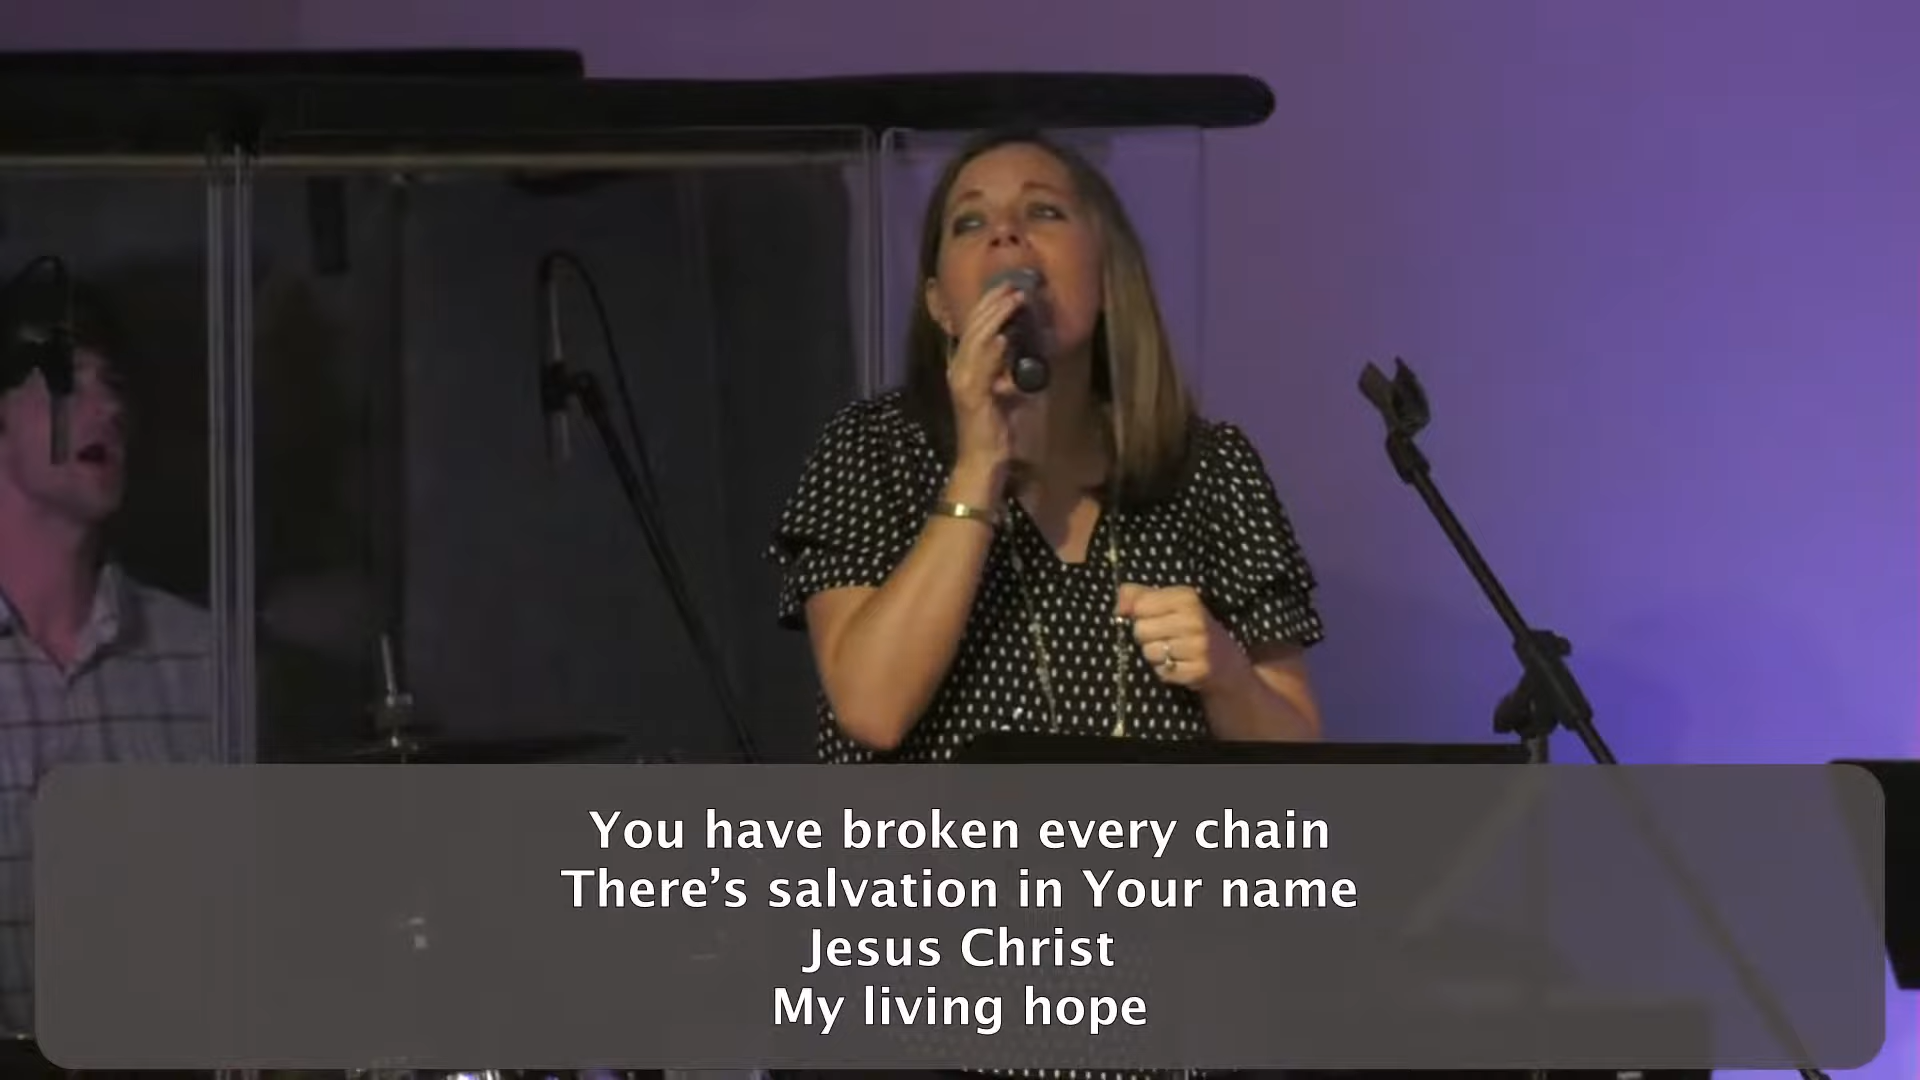 You have broken every chain
There’s salvation in Your name
Jesus Christ
My living hope